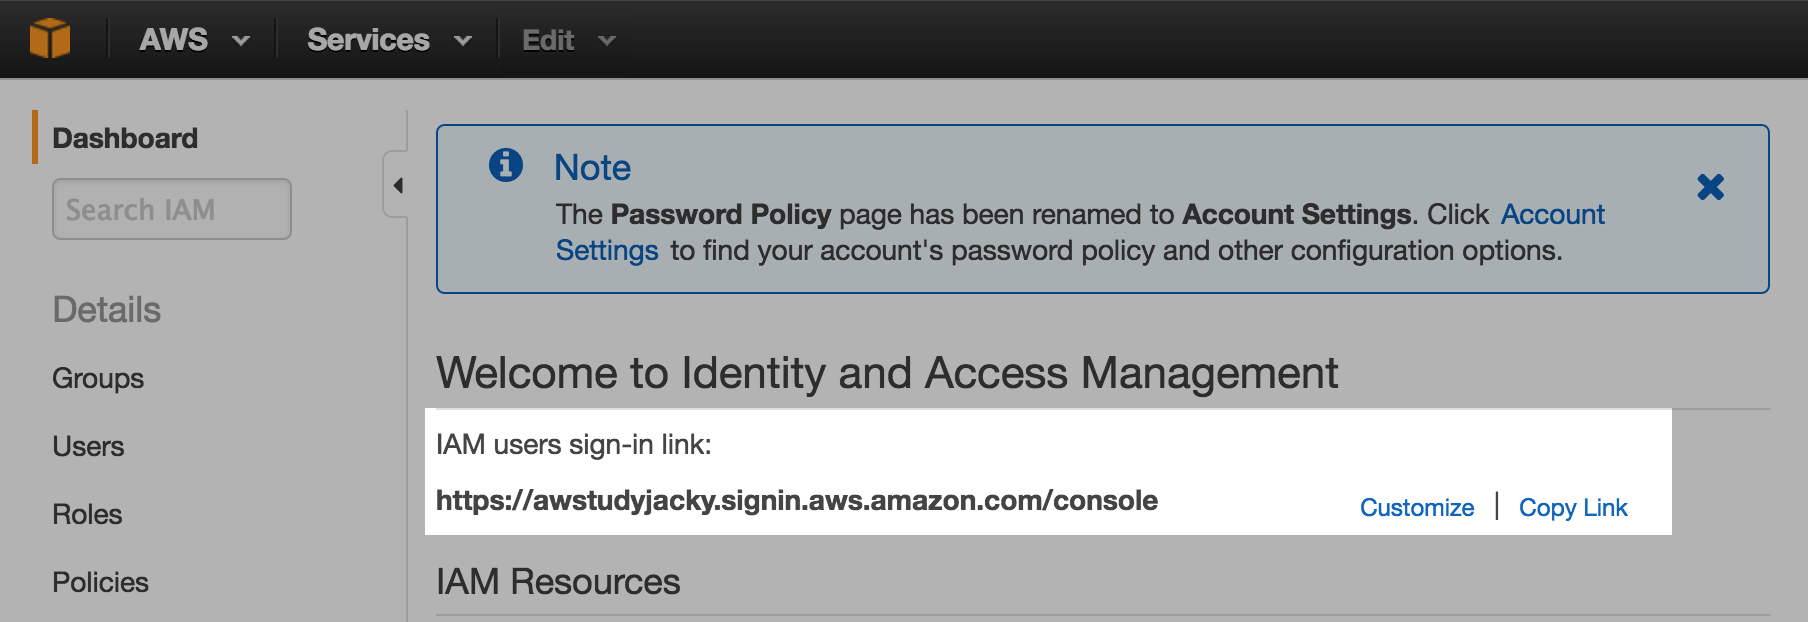 AWS
Services
Edit
Dashboard
Search IAM
Details
Groups
Users
Roles
Policies
Note
The Password Policy page has been renamed to Account Settings. Click Account
Settings to find your account's password policy and other configuration options.
Welcome to Identity and Access Management
IAM users sign-in link:
https://awstudyjacky.signin.aws.amazon.com/console
Customize | Copy Link
IAM Resources